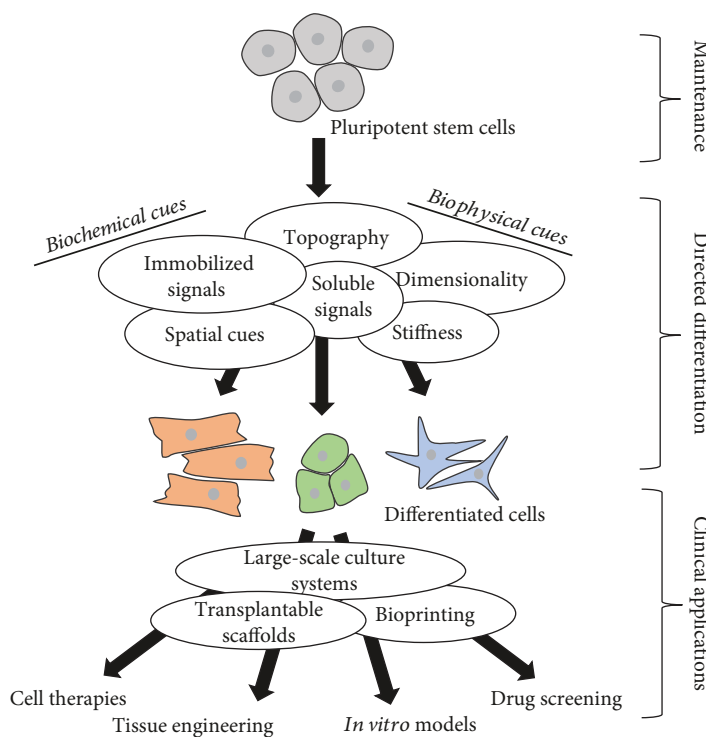 Maintenance
Pluripotent stem cells
Biochemical cues
Biophysical cues
Topography
Immobilized
signals
Soluble
signals
Dimensionality
Spatial cues
Stiffness
Directed differentiation
Differentiated cells
Large-scale culture
systems
Transplantable
scaffolds
Bioprinting
Clinical applications
Cell therapies
Tissue engineering
In vitro models
Drug screening